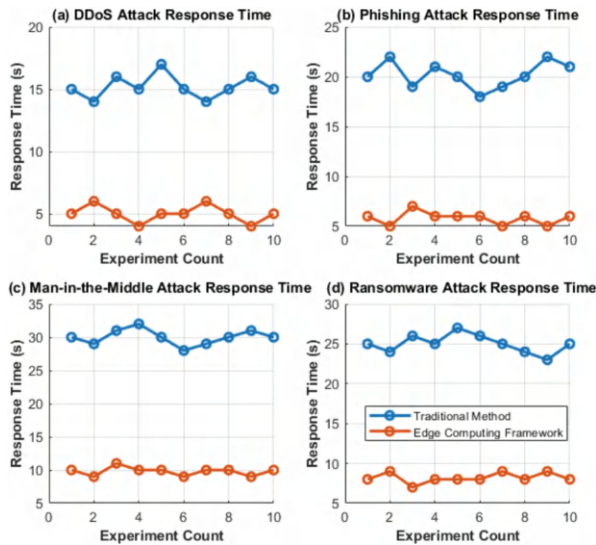 (a) DDoS Attack Response Time
20
15
10
5
0 2 4 6 8 10
Response Time (s)
Experiment Count
(b) Phishing Attack Response Time
25
20
15
10
5
0 2 4 6 8 10
Response Time (s)
Experiment Count
(c) Man-in-the-Middle Attack Response Time
35
30
25
20
15
10
5
0 2 4 6 8 10
Response Time (s)
Experiment Count
(d) Ransomware Attack Response Time
30
25
20
15
10
5
0 2 4 6 8 10
Response Time (s)
Experiment Count
Traditional Method
Edge Computing Framework